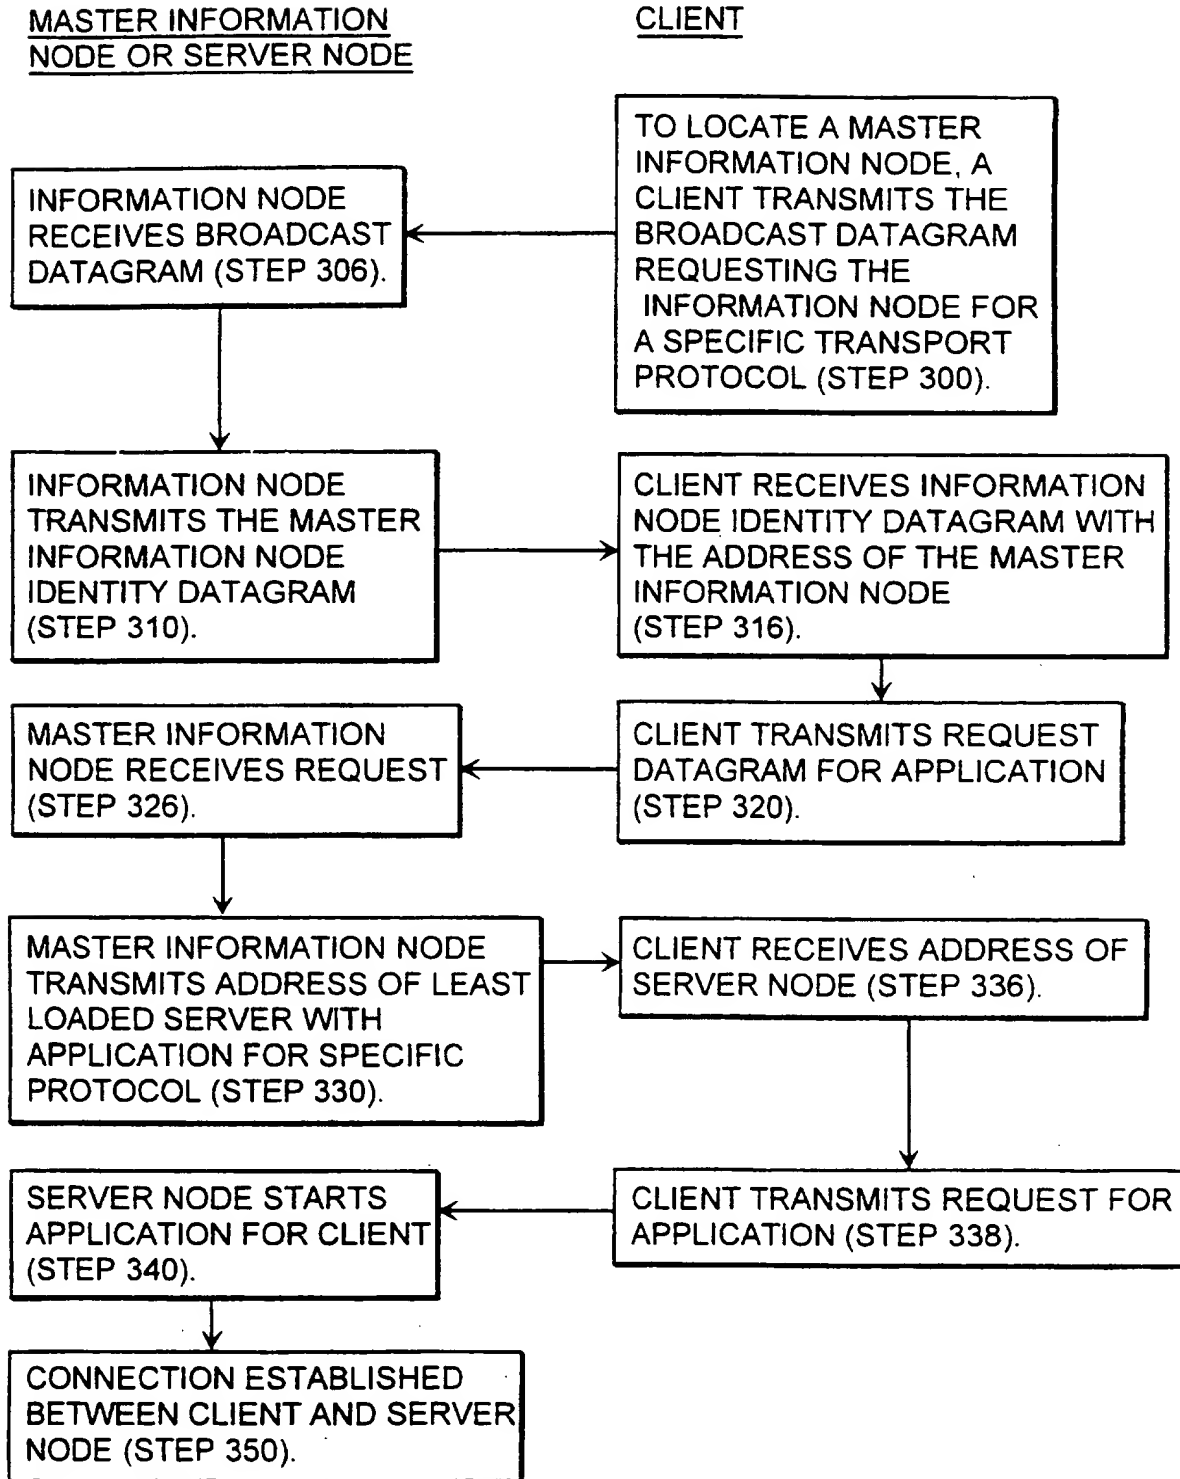 MASTER INFORMATION
NODE OR SERVER NODE
CLIENT
TO LOCATE A MASTER
INFORMATION NODE, A
CLIENT TRANSMITS THE
BROADCAST DATAGRAM
REQUESTING THE
INFORMATION NODE FOR
A SPECIFIC TRANSPORT
PROTOCOL (STEP 300).
INFORMATION NODE
RECEIVES BROADCAST
DATAGRAM (STEP 306).
INFORMATION NODE
TRANSMITS THE MASTER
INFORMATION NODE
IDENTITY DATAGRAM
(STEP 310).
CLIENT RECEIVES INFORMATION
NODE IDENTITY DATAGRAM WITH
THE ADDRESS OF THE MASTER
INFORMATION NODE
(STEP 316).
CLIENT TRANSMITS REQUEST
DATAGRAM FOR APPLICATION
(STEP 320).
MASTER INFORMATION
NODE RECEIVES REQUEST
(STEP 326).
MASTER INFORMATION NODE
TRANSMITS ADDRESS OF LEAST
LOADED SERVER WITH
APPLICATION FOR SPECIFIC
PROTOCOL (STEP 330).
CLIENT RECEIVES ADDRESS OF
SERVER NODE (STEP 336).
CLIENT TRANSMITS REQUEST FOR
APPLICATION (STEP 338).
SERVER NODE STARTS
APPLICATION FOR CLIENT
(STEP 340).
CONNECTION ESTABLISHED
BETWEEN CLIENT AND SERVER
NODE (STEP 350).